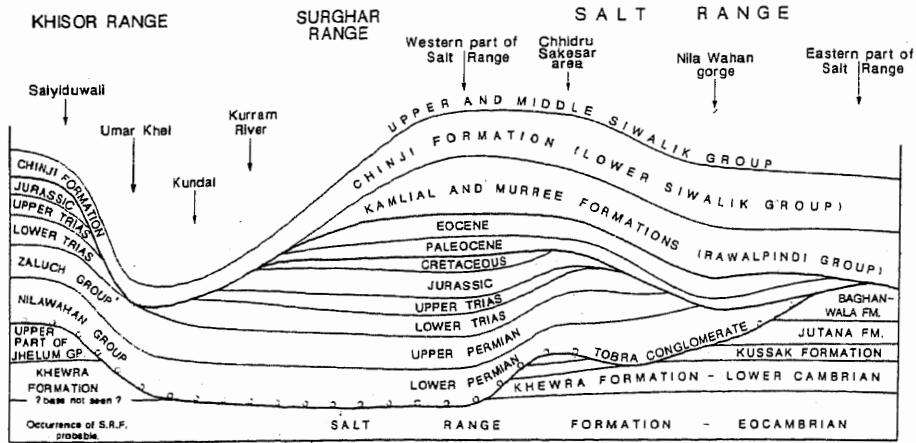 KHISOR RANGE
SURGHAR
RANGE
SALT RANGE
Saiyiduwali
Umar Khel
Kundal
Kurram
River
Western part of
Salt Range
Chhidru
Sakesar
area
Nila Wahan
gorge
Eastern part of
Salt Range
UPPER AND MIDDLE SIWALIK GROUP
CHINJI FORMATION (LOWER SIWALIK GROUP)
KAMLIAL AND MURREE FORMATIONS (RAWALPINDI GROUP)
EOCENE
PALEOCENE
CRETACEOUS
JURASSIC
UPPER TRIAS
LOWER TRIAS
UPPER PERMIAN
LOWER PERMIAN
CHINJI FORMATION
JURASSIC
UPPER TRIAS
LOWER TRIAS
ZALUCH GROUP
NILAWAHAN GROUP
UPPER
PART OF
JHELUM GP.
KHEWRA
FORMATION
? base not seen ?
Occurrence of S.R.F.
probable.
TOBRA CONGLOMERATE
BAGHAN-
WALA FM.
JUTANA FM.
KUSSAK FORMATION
KHEWRA FORMATION - LOWER CAMBRIAN
SALT RANGE FORMATION - EOCAMBRIAN